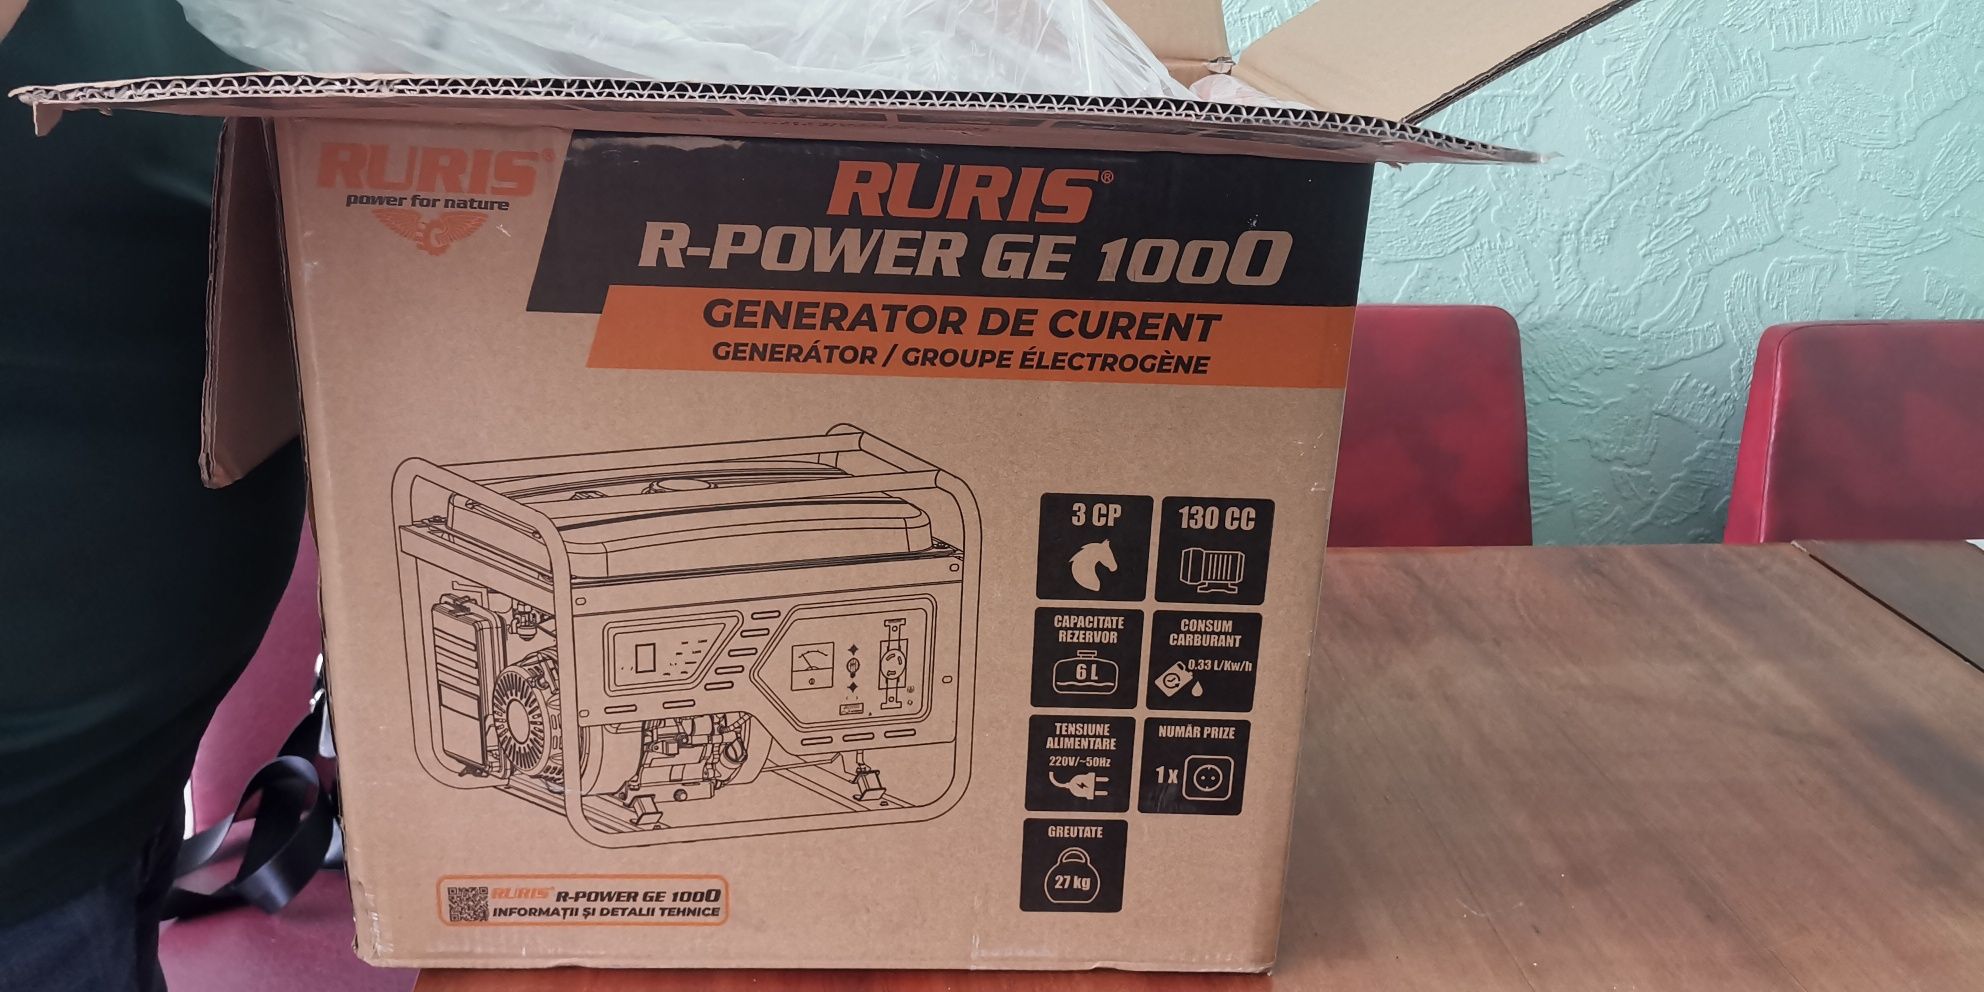 RURIS®
power for nature
RURIS®
R-POWER GE 1000
GENERATOR DE CURENT
GENERÁTOR / GROUPE ÉLECTROGÈNE
3 CP
130 CC
CAPACITATE
REZERVOR
6 L
CONSUM
CARBURANT
0.33 L/Kw/h
TENSIUNE
ALIMENTARE
220V/~50Hz
NUMĂR PRIZE
1 x
GREUTATE
27 kg
RURIS® R-POWER GE 1000
INFORMAȚII ȘI DETALII TEHNICE